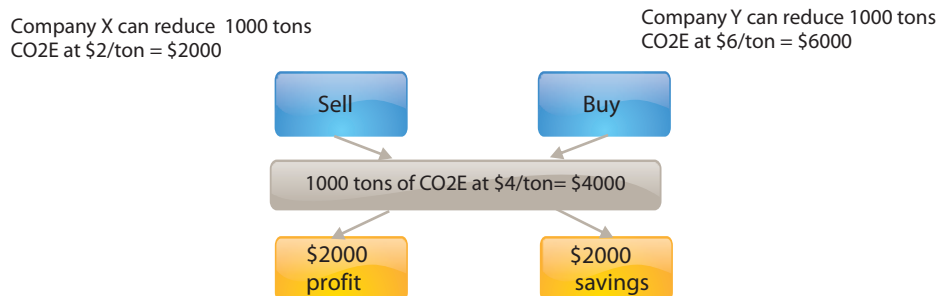 Company X can reduce 1000 tons
CO2E at $2/ton = $2000
Company Y can reduce 1000 tons
CO2E at $6/ton = $6000
Sell
Buy
1000 tons of CO2E at $4/ton= $4000
$2000
profit
$2000
savings